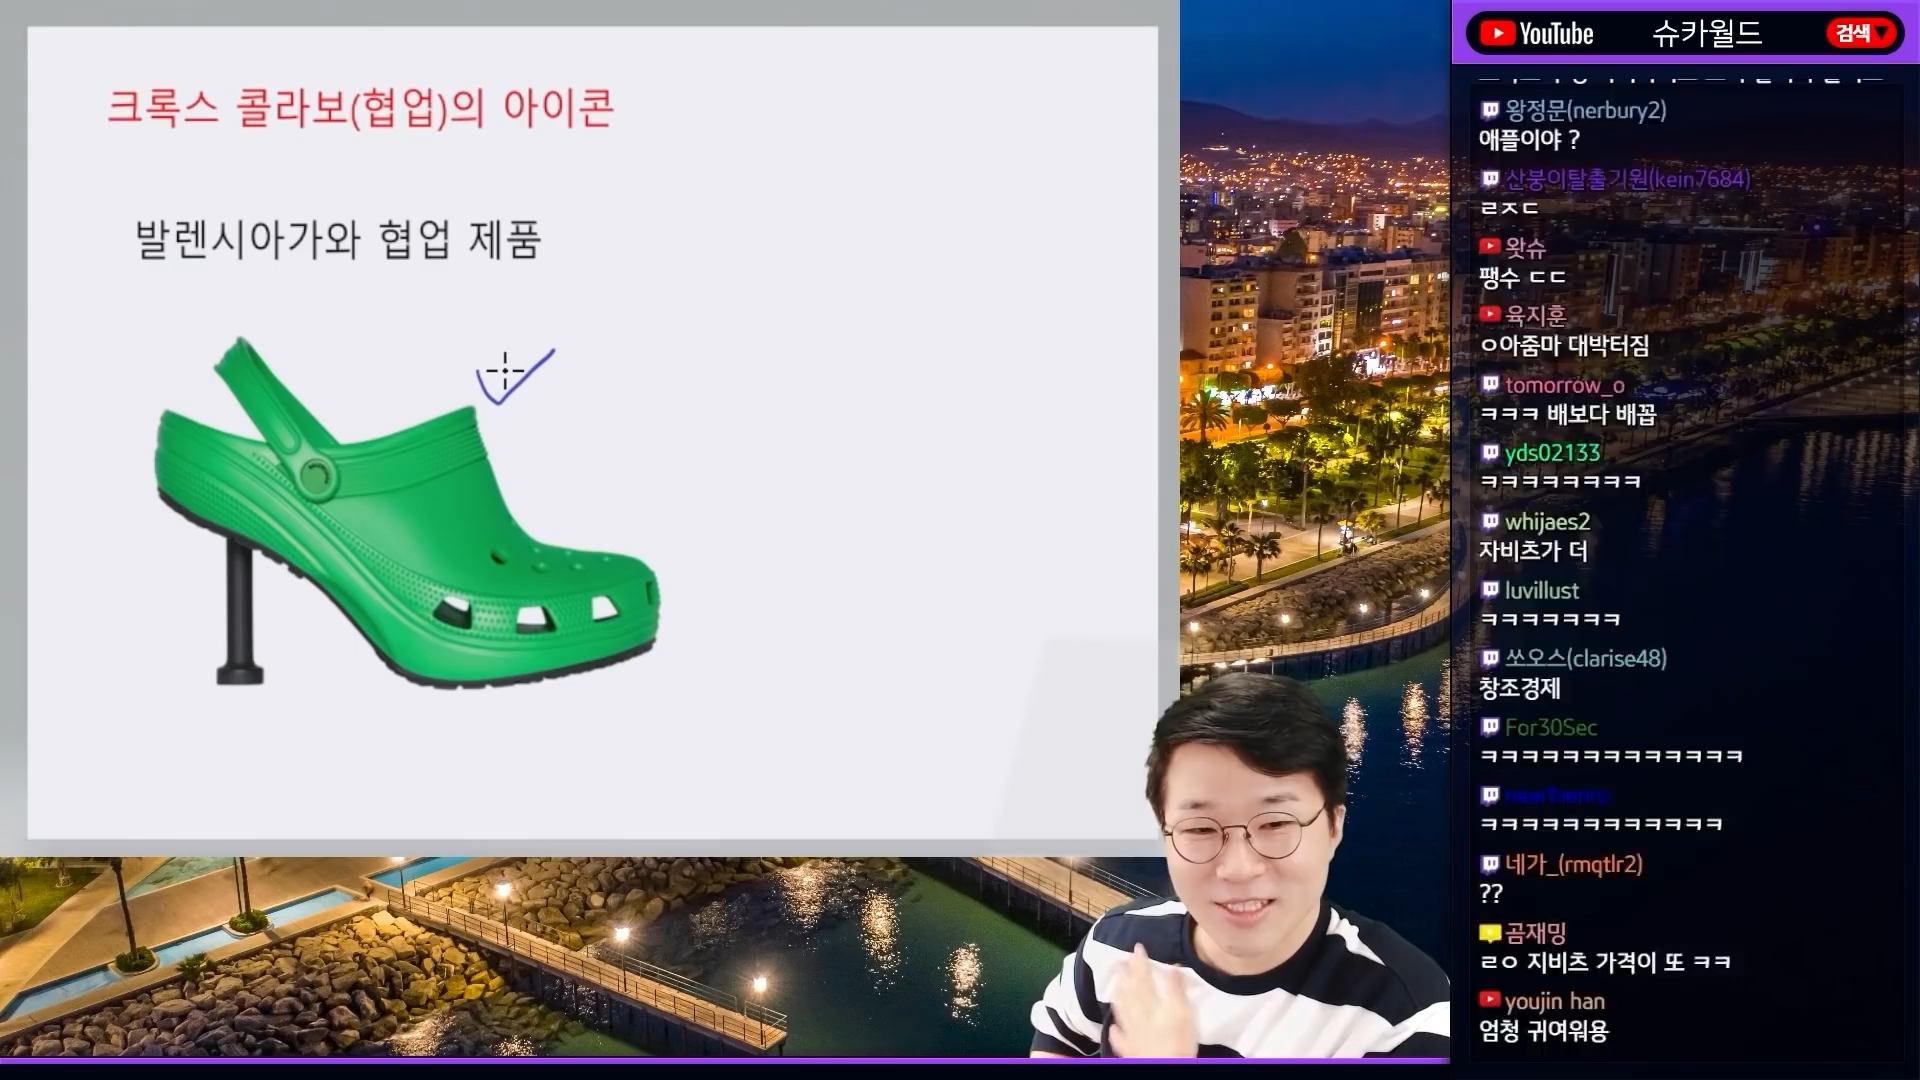 크록스 콜라보(협업)의 아이콘
발렌시아가와 협업 제품
YouTube 슈카월드 검색▼
왕정문(nerbury2)
애플이야 ?
산붕이탈출기원(kein7684)
ㄹㅈㄷ
왓슈
팽수 ㄷㄷ
육지훈
ㅇ아줌마 대박터짐
tomorrow_o
ㅋㅋㅋ 배보다 배꼽
yds02133
ㅋㅋㅋㅋㅋㅋㅋㅋ
whijaes2
자비츠가 더
luvillust
ㅋㅋㅋㅋㅋㅋㅋ
쏘오스(clarise48)
창조경제
For30Sec
ㅋㅋㅋㅋㅋㅋㅋㅋㅋㅋㅋㅋㅋ
ㅋㅋㅋㅋㅋㅋㅋㅋㅋㅋㅋㅋ
네가_(rmqtlr2)
??
곰재밍
ㄹㅇ 지비츠 가격이 또 ㅋㅋ
youjin han
엄청 귀여워용